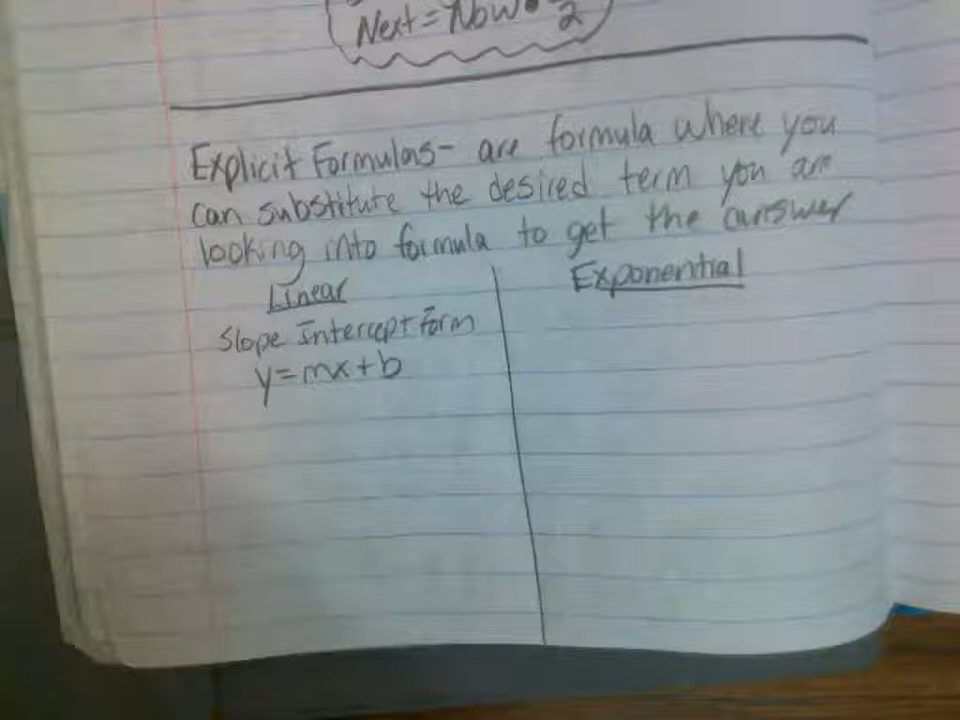 Next = Now • /2
Explicit Formulas- are formula where you
can substitute the desired term you are
looking into formula to get the answer
Linear
Slope Intercept form
y=mx+b
Exponential